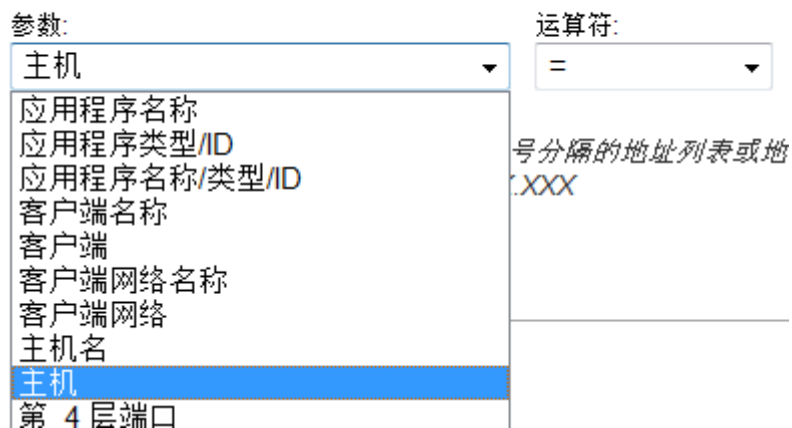 参数:
运算符:
主机
=
应用程序名称
应用程序类型/ID
应用程序名称/类型/ID
客户端名称
客户端
客户端网络名称
客户端网络
主机名
主机
第 4 层端口
号分隔的地址列表或地
.XXX